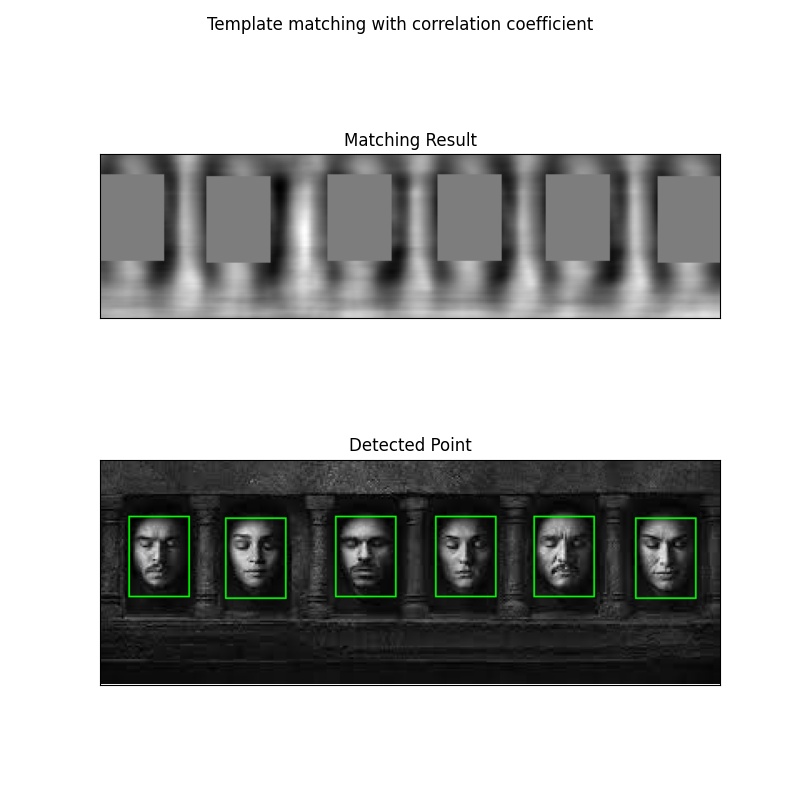 Template matching with correlation coefficient
Matching Result
Detected Point